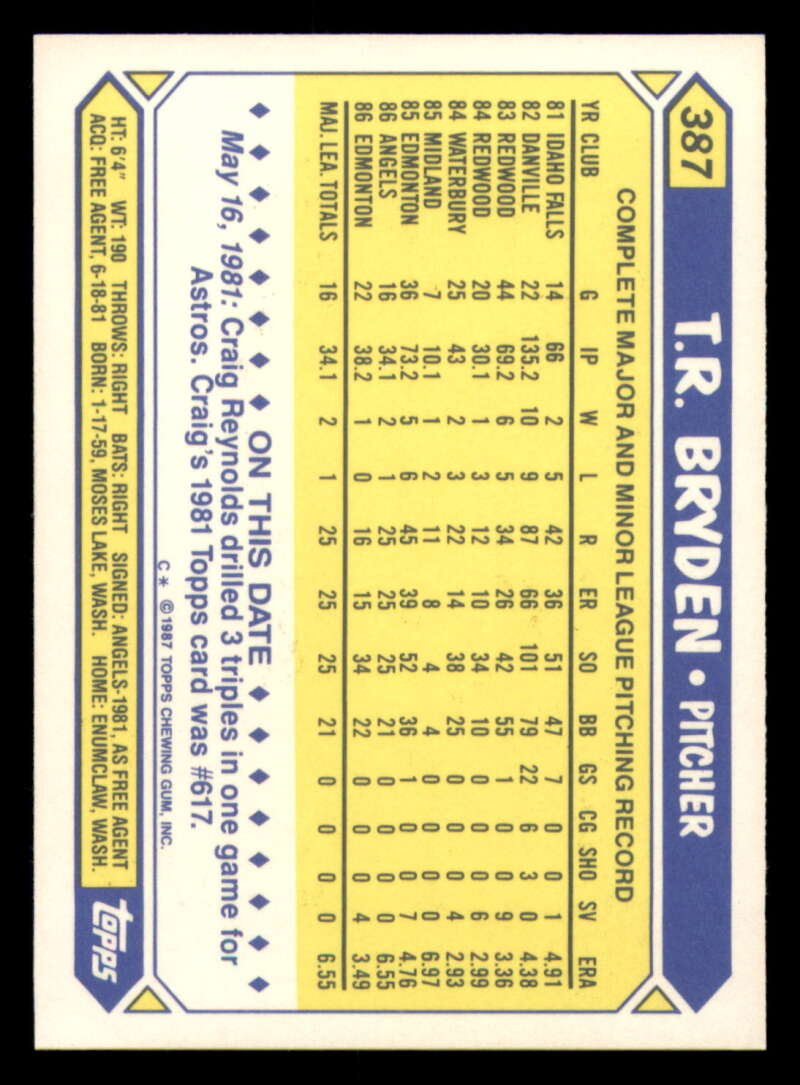 387
T.R. BRYDEN • PITCHER
COMPLETE MAJOR AND MINOR LEAGUE PITCHING RECORD
YR CLUB G IP W L R ER SO BB GS CG SHO SV ERA
81 IDAHO FALLS 14 66 2 5 42 36 51 47 7 0 0 1 4.91
82 DANVILLE 22 135.2 10 9 87 66 101 79 22 6 3 0 4.38
83 REDWOOD 44 69.2 6 5 34 26 42 55 1 0 0 9 3.36
84 REDWOOD 20 30.1 1 3 12 10 34 10 0 0 0 6 2.99
84 WATERBURY 25 43 2 3 22 14 38 25 0 0 0 4 2.93
85 MIDLAND 7 10.1 1 2 11 8 4 4 0 0 0 0 6.97
85 EDMONTON 36 73.2 5 6 45 39 52 36 1 0 0 7 4.76
86 ANGELS 16 34.1 2 1 25 25 25 21 0 0 0 0 6.55
86 EDMONTON 22 38.2 1 0 16 15 34 22 0 0 0 4 3.49
MAJ. LEA. TOTALS 16 34.1 2 1 25 25 25 21 0 0 0 0 6.55
ON THIS DATE
May 16, 1981: Craig Reynolds drilled 3 triples in one game for
Astros. Craig's 1981 Topps card was #617.
C* ©1987 TOPPS CHEWING GUM, INC.
HT: 6'4" WT: 190 THROWS: RIGHT BATS: RIGHT SIGNED: ANGELS-1981, AS FREE AGENT
ACQ: FREE AGENT, 6-18-81 BORN: 1-17-59, MOSES LAKE, WASH. HOME: ENUMCLAW, WASH.
topps